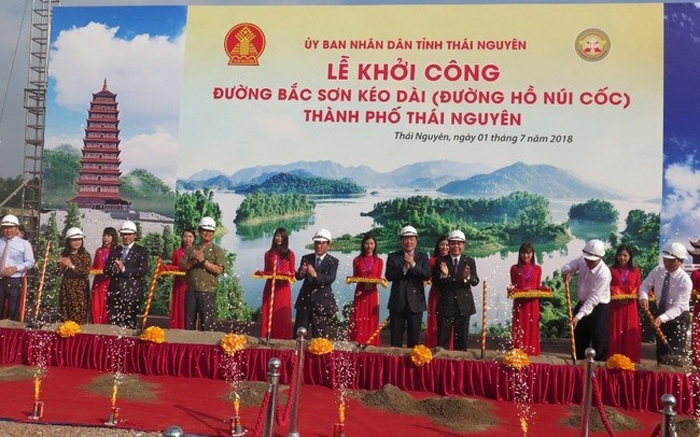 ỦY BAN NHÂN DÂN TỈNH THÁI NGUYÊN
LỄ KHỞI CÔNG
ĐƯỜNG BẮC SƠN KÉO DÀI (ĐƯỜNG HỒ NÚI CỐC)
THÀNH PHỐ THÁI NGUYÊN
Thái Nguyên, ngày 01 tháng 7 năm 2018